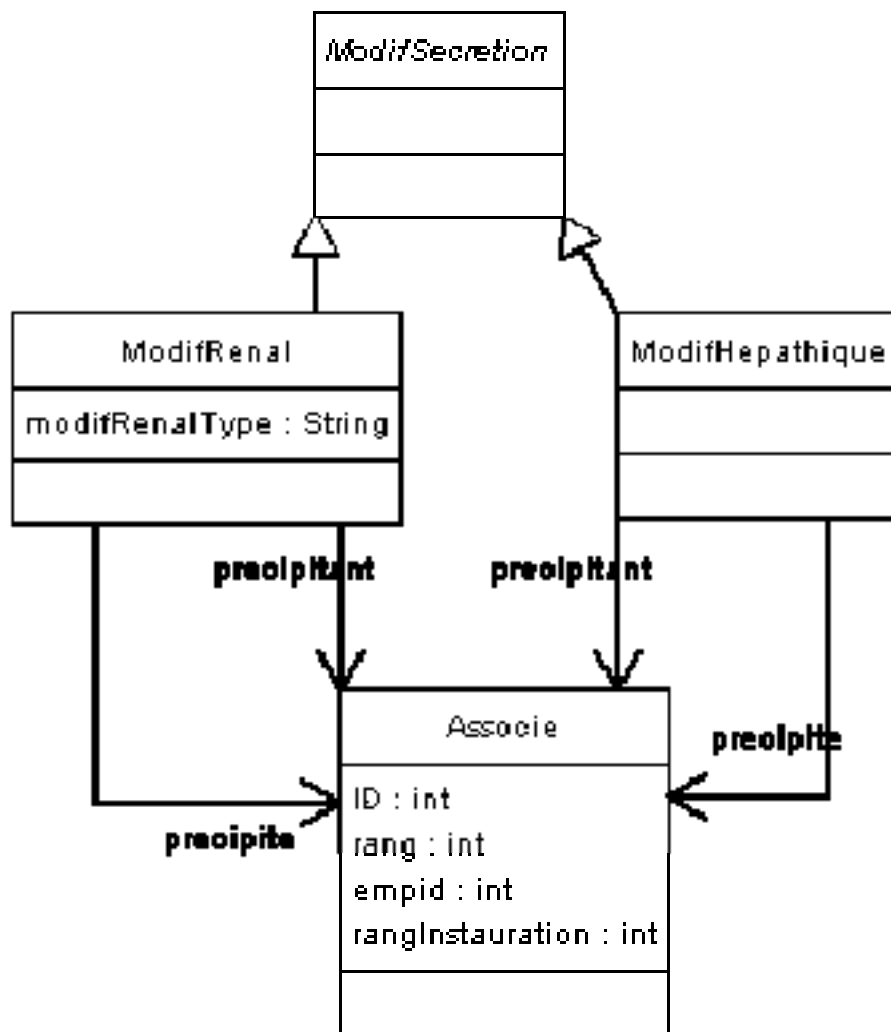 ModifSecretion
ModifRenal
modifRenalType : String
ModifHepathique
precipitant
precipitant
Associe
ID : int
rang : int
empid : int
rangInstauration : int
precipite
precipite